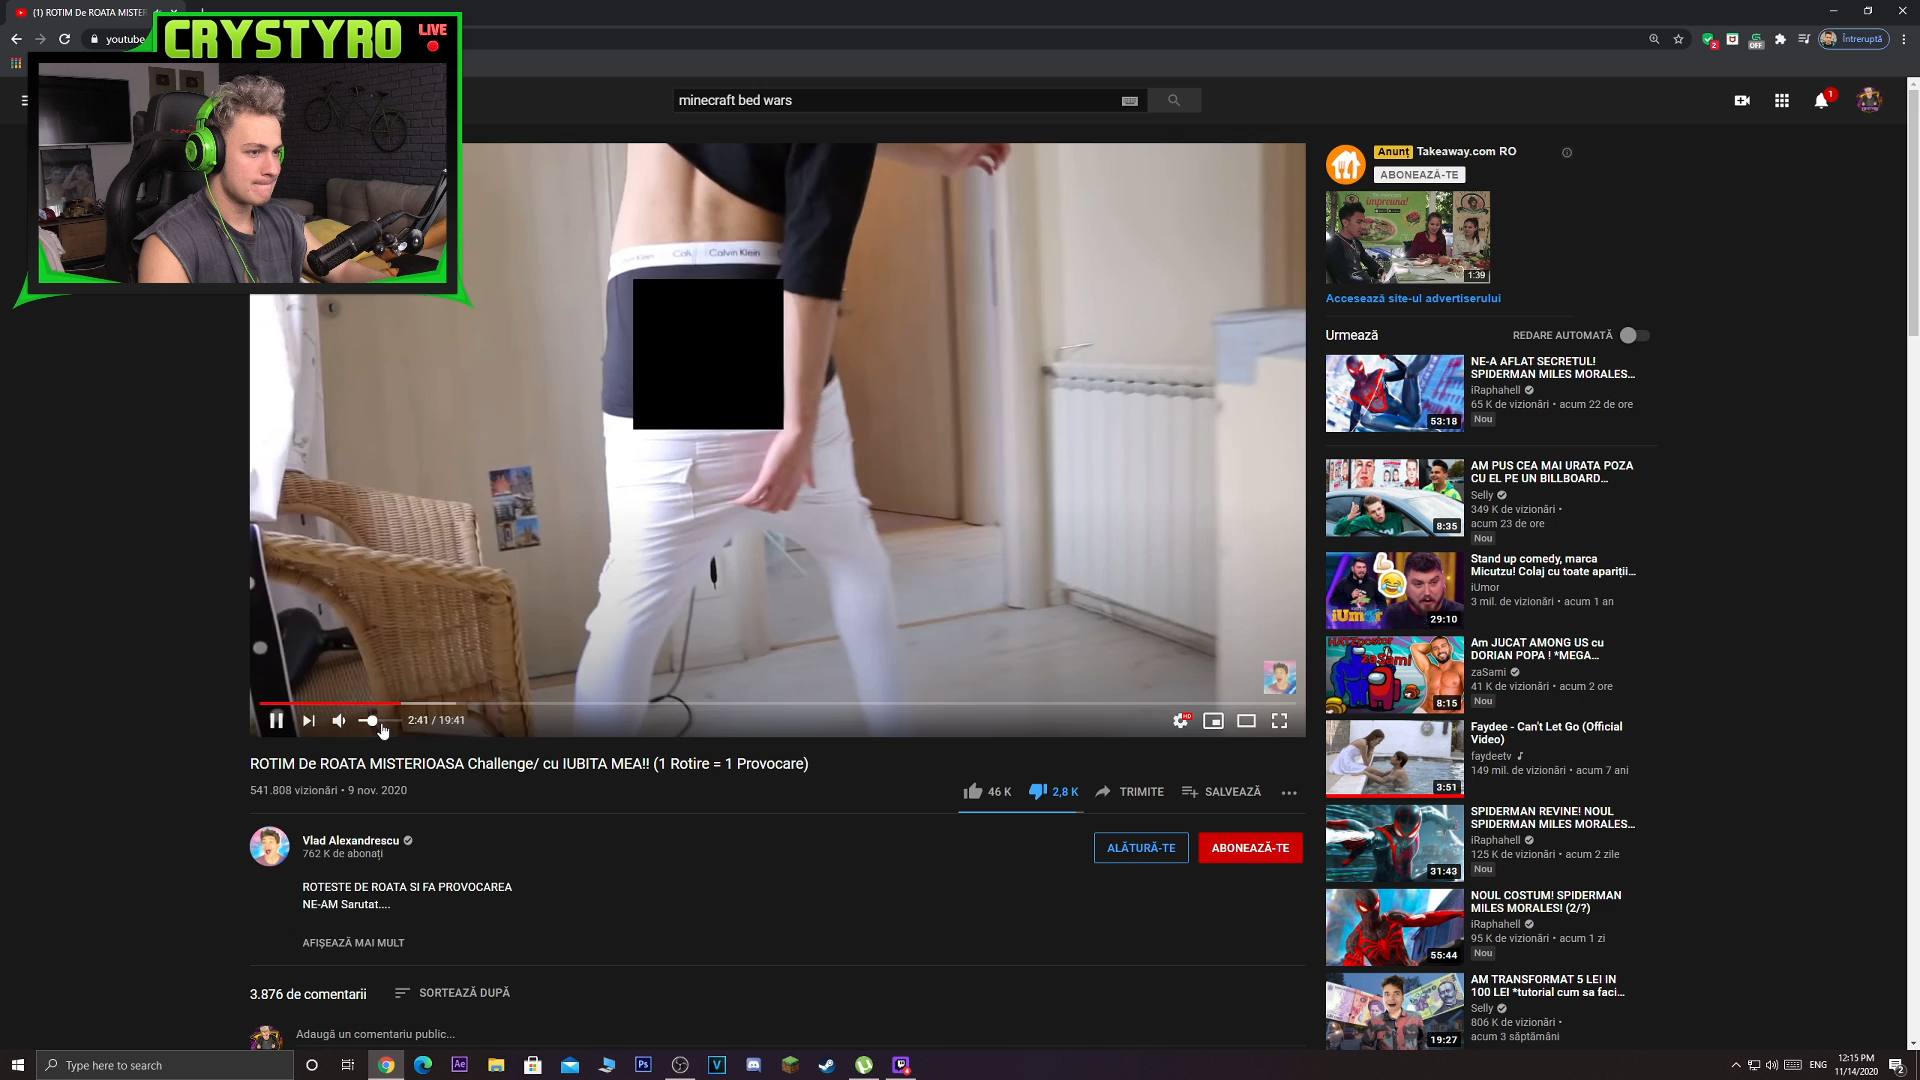 (1) ROTIM De ROATA MISTER
CRYSTYRO
LIVE
youtube
2
OFF
Întreruptă
minecraft bed wars
1
Calvin Klein
2:41 / 19:41
HD
ROTIM De ROATA MISTERIOASA Challenge/ cu IUBITA MEA!! (1 Rotire = 1 Provocare)
541.808 vizionări • 9 nov. 2020
46 K
2,8 K
TRIMITE
SALVEAZĂ
Vlad Alexandrescu
762 K de abonați
ALĂTURĂ-TE
ABONEAZĂ-TE
ROTESTE DE ROATA SI FA PROVOCAREA
NE-AM Sarutat....
AFIȘEAZĂ MAI MULT
3.876 de comentarii
SORTEAZĂ DUPĂ
Adaugă un comentariu public...
Anunț Takeaway.com RO
ABONEAZĂ-TE
impreuna!
1:39
Accesează site-ul advertiserului
Urmează
REDARE AUTOMATĂ
53:18
NE-A AFLAT SECRETUL!
SPIDERMAN MILES MORALES...
iRaphahell
65 K de vizionări • acum 22 de ore
Nou
8:35
AM PUS CEA MAI URATA POZA
CU EL PE UN BILLBOARD...
Selly
349 K de vizionări •
acum 23 de ore
Nou
iUmor
29:10
Stand up comedy, marca
Micutzu! Colaj cu toate apariții...
iUmor
3 mil. de vizionări • acum 1 an
zaSami
8:15
Am JUCAT AMONG US cu
DORIAN POPA ! *MEGA...
zaSami
41 K de vizionări • acum 2 ore
Nou
3:51
Faydee - Can't Let Go (Official
Video)
faydeetv
149 mil. de vizionări • acum 7 ani
31:43
SPIDERMAN REVINE! NOUL
SPIDERMAN MILES MORALES...
iRaphahell
125 K de vizionări • acum 2 zile
Nou
55:44
NOUL COSTUM! SPIDERMAN
MILES MORALES! (2/?)
iRaphahell
95 K de vizionări • acum 1 zi
Nou
19:27
AM TRANSFORMAT 5 LEI IN
100 LEI *tutorial cum sa faci...
Selly
806 K de vizionări •
acum 3 săptămâni
Type here to search
Ae
Ps
V
ENG
12:15 PM
11/14/2020
2